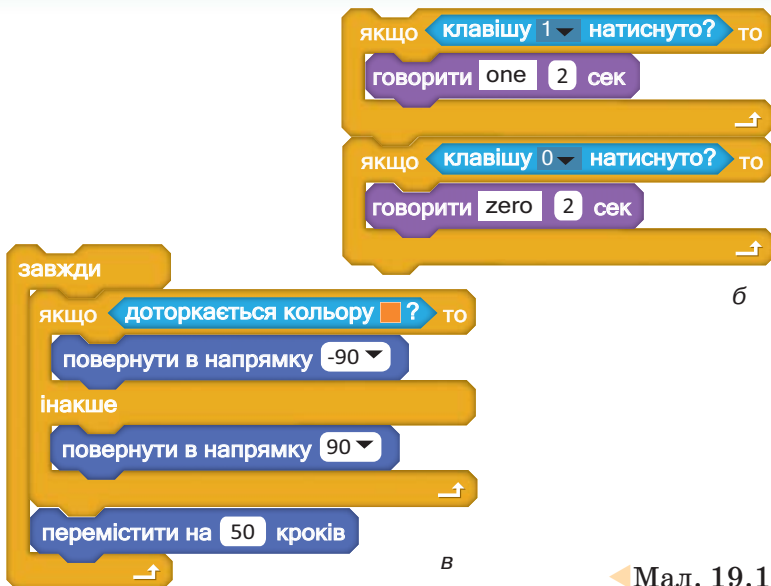 якщо клавішу 1 натиснуто? то
говорити one 2 сек
якщо клавішу 0 натиснуто? то
говорити zero 2 сек
б
завжди
якщо доторкається кольору ? то
повернути в напрямку -90
інакше
повернути в напрямку 90
перемістити на 50 кроків
в
Мал. 19.1